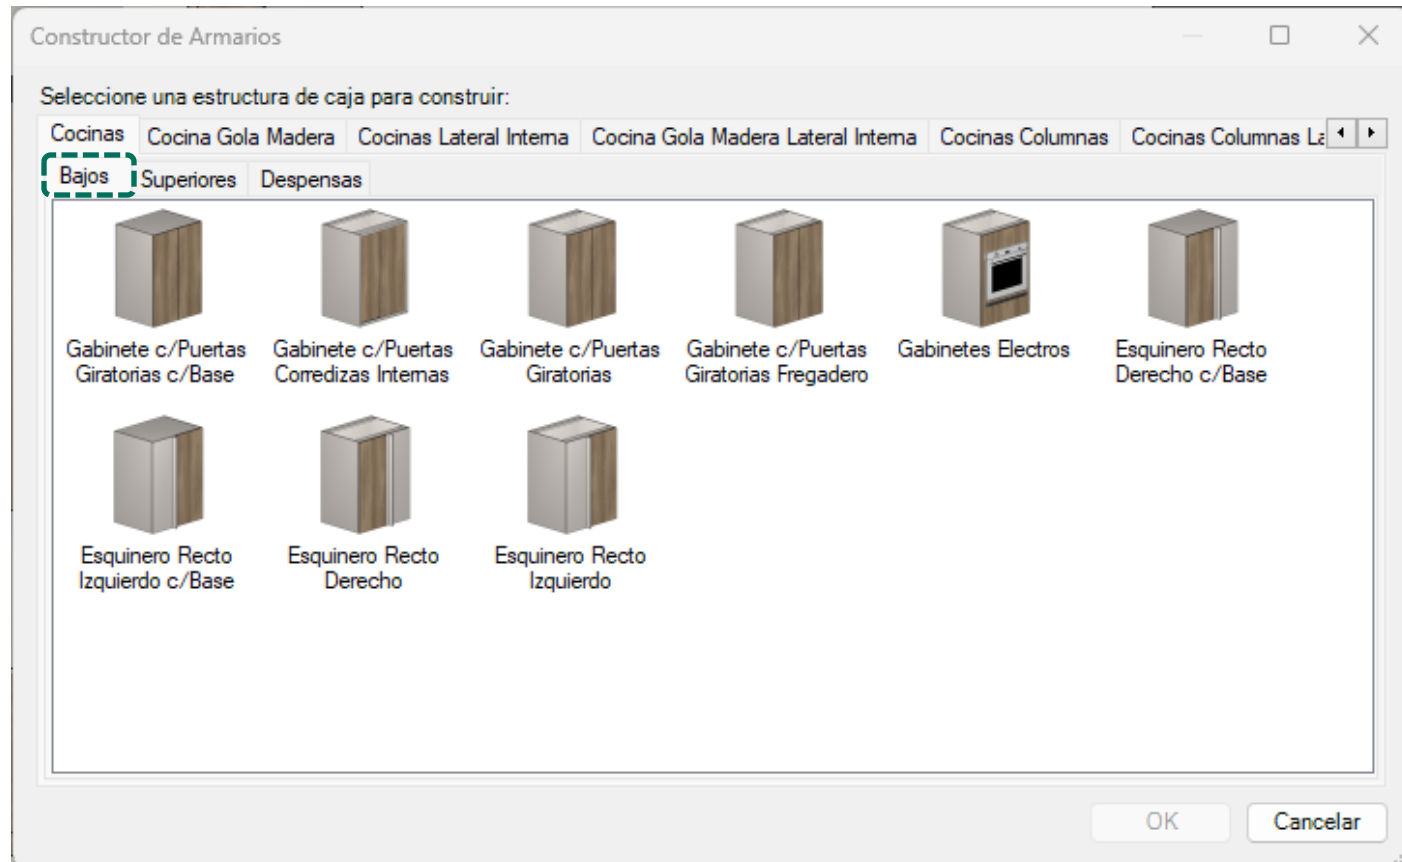 Constructor de Armarios
Seleccione una estructura de caja para construir:
Cocinas Cocina Gola Madera Cocinas Lateral Interna Cocina Gola Madera Lateral Interna Cocinas Columnas Cocinas Columnas La
Bajos Superiores Despensas
Gabinete c/Puertas Gabinete c/Puertas Gabinete c/Puertas Gabinete c/Puertas Gabinetes Electros Esquinero Recto
Giratorias c/Base Corredizas Internas Giratorias Giratorias Fregadero Derecho c/Base
Esquinero Recto Esquinero Recto Esquinero Recto
Izquierdo c/Base Derecho Izquierdo
OK Cancelar